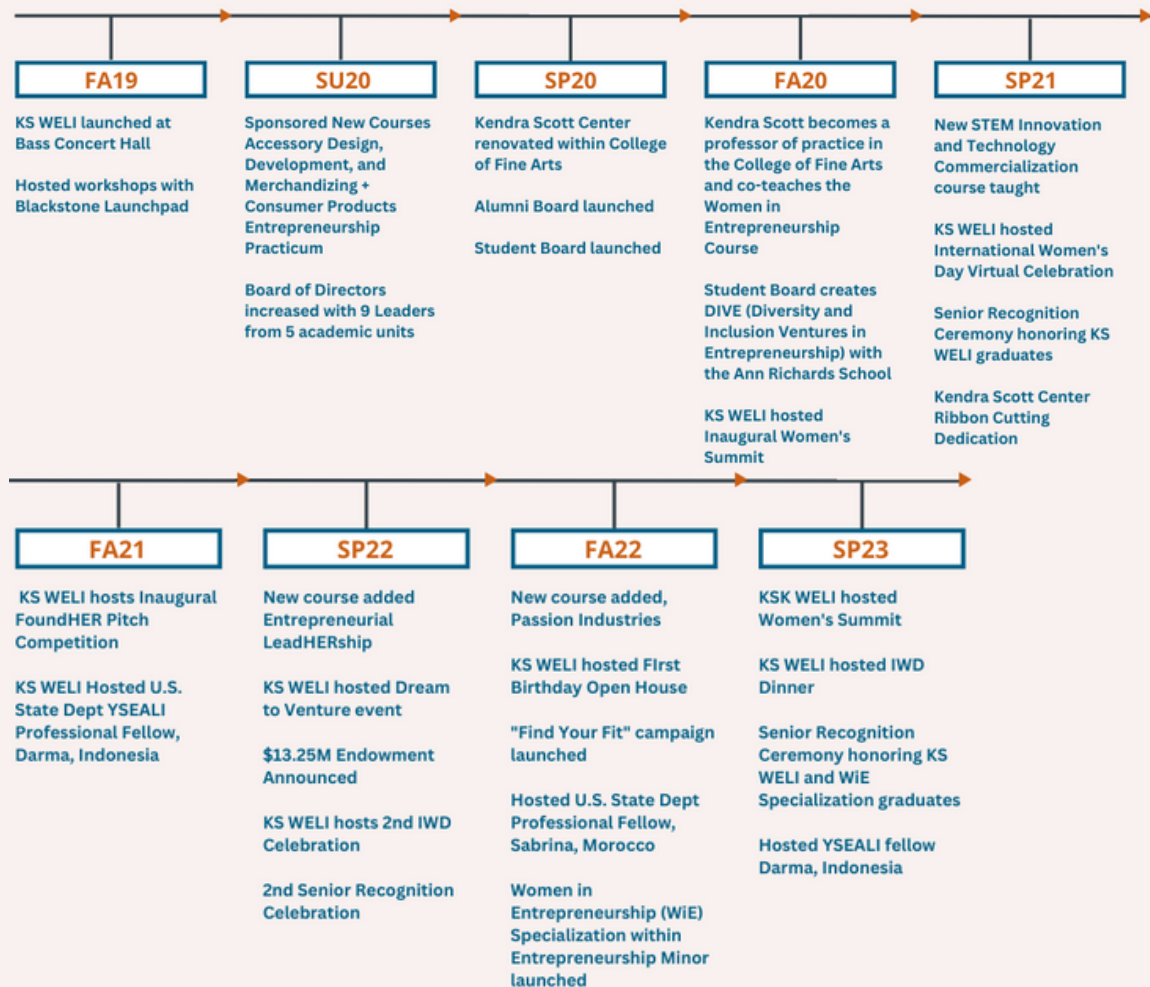 FA19
KS WELI launched at
Bass Concert Hall
Hosted workshops with
Blackstone Launchpad
SU20
Sponsored New Courses
Accessory Design,
Development, and
Merchandizing +
Consumer Products
Entrepreneurship
Practicum
Board of Directors
increased with 9 Leaders
from 5 academic units
SP20
Kendra Scott Center
renovated within College
of Fine Arts
Alumni Board launched
Student Board launched
FA20
Kendra Scott becomes a
professor of practice in
the College of Fine Arts
and co-teaches the
Women in
Entrepreneurship
Course
Student Board creates
DIVE (Diversity and
Inclusion Ventures in
Entrepreneurship) with
the Ann Richards School
KS WELI hosted
Inaugural Women's
Summit
SP21
New STEM Innovation
and Technology
Commercialization
course taught
KS WELI hosted
International Women's
Day Virtual Celebration
Senior Recognition
Ceremony honoring KS
WELI graduates
Kendra Scott Center
Ribbon Cutting
Dedication
FA21
KS WELI hosts Inaugural
FoundHER Pitch
Competition
KS WELI Hosted U.S.
State Dept YSEALI
Professional Fellow,
Darma, Indonesia
SP22
New course added
Entrepreneurial
LeadHERship
KS WELI hosted Dream
to Venture event
$13.25M Endowment
Announced
KS WELI hosts 2nd IWD
Celebration
2nd Senior Recognition
Celebration
FA22
New course added,
Passion Industries
KS WELI hosted FIrst
Birthday Open House
"Find Your Fit" campaign
launched
Hosted U.S. State Dept
Professional Fellow,
Sabrina, Morocco
Women in
Entrepreneurship (WiE)
Specialization within
Entrepreneurship Minor
launched
SP23
KSK WELI hosted
Women's Summit
KS WELI hosted IWD
Dinner
Senior Recognition
Ceremony honoring KS
WELI and WiE
Specialization graduates
Hosted YSEALI fellow
Darma, Indonesia